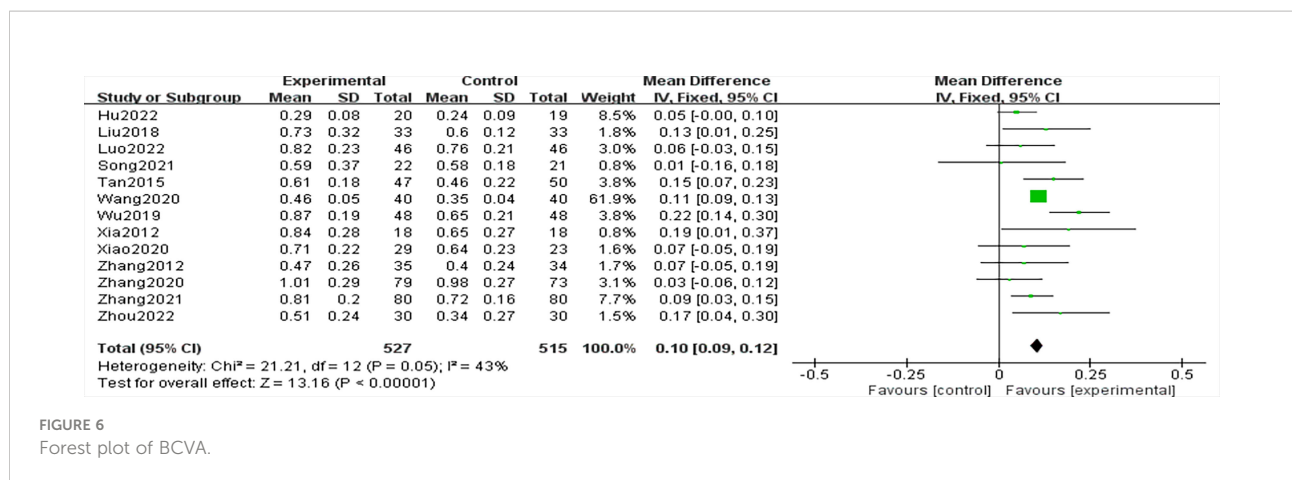 Experimental Control Mean Difference Mean Difference
Study or Subgroup Mean SD Total Mean SD Total Weight IV, Fixed, 95% CI IV, Fixed, 95% CI
Hu2022 0.29 0.08 20 0.24 0.09 19 8.5% 0.05 [-0.00, 0.10]
Liu2018 0.73 0.32 33 0.6 0.12 33 1.8% 0.13 [0.01, 0.25]
Luo2022 0.82 0.23 46 0.76 0.21 46 3.0% 0.06 [-0.03, 0.15]
Song2021 0.59 0.37 22 0.58 0.18 21 0.8% 0.01 [-0.16, 0.18]
Tan2015 0.61 0.18 47 0.46 0.22 50 3.8% 0.15 [0.07, 0.23]
Wang2020 0.46 0.05 40 0.35 0.04 40 61.9% 0.11 [0.09, 0.13]
Wu2019 0.87 0.19 48 0.65 0.21 48 3.8% 0.22 [0.14, 0.30]
Xia2012 0.84 0.28 18 0.65 0.27 18 0.8% 0.19 [0.01, 0.37]
Xiao2020 0.71 0.22 29 0.64 0.23 23 1.6% 0.07 [-0.05, 0.19]
Zhang2012 0.47 0.26 35 0.4 0.24 34 1.7% 0.07 [-0.05, 0.19]
Zhang2020 1.01 0.29 79 0.98 0.27 73 3.0% 0.03 [-0.06, 0.12]
Zhang2021 0.81 0.2 80 0.72 0.16 80 7.7% 0.09 [0.03, 0.15]
Zhou2022 0.51 0.24 30 0.34 0.27 30 1.5% 0.17 [0.04, 0.30]
Total (95% CI) 527 515 100.0% 0.10 [0.09, 0.12]
Heterogeneity: Chi² = 21.21, df = 12 (P = 0.05); I² = 43%
Test for overall effect: Z = 13.16 (P < 0.00001)
-0.5 -0.25 0 0.25 0.5
Favours [control] Favours [experimental]
FIGURE 6
Forest plot of BCVA.